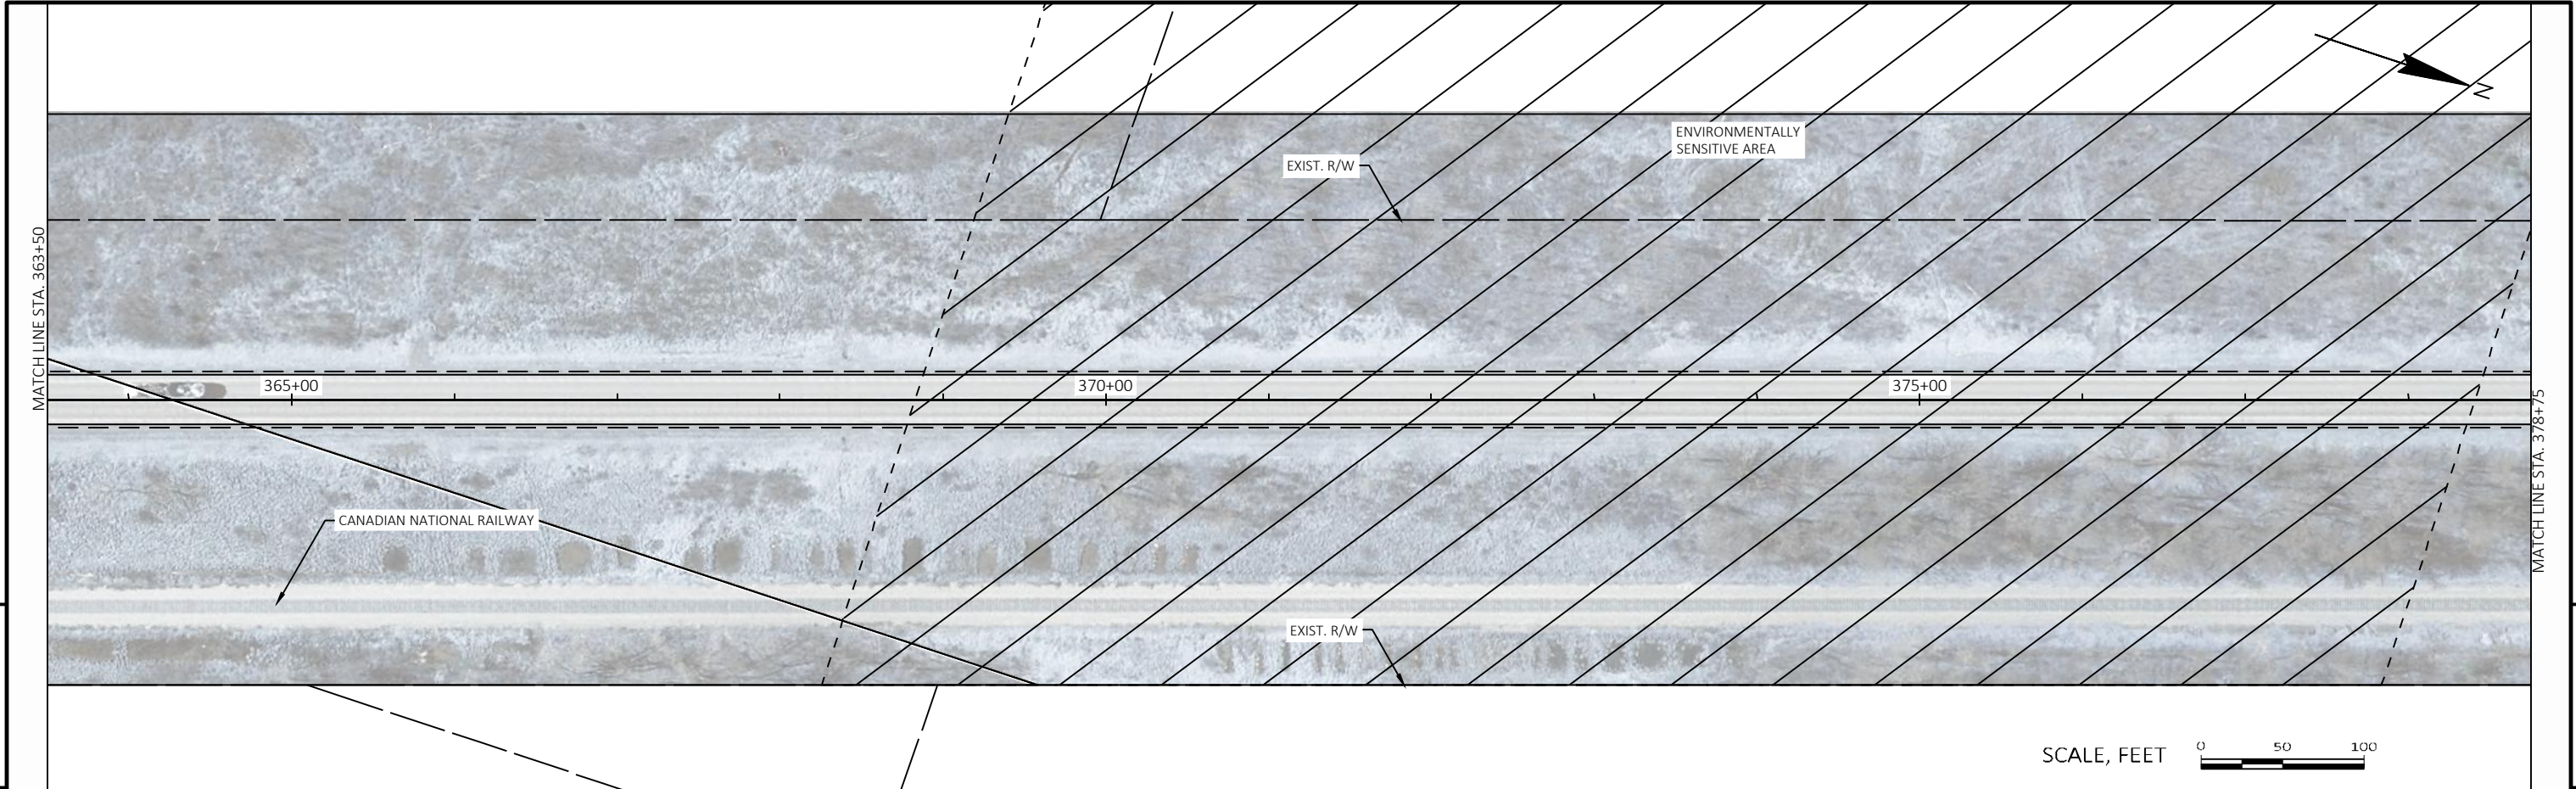 N
ENVIRONMENTALLY
SENSITIVE AREA
EXIST. R/W
MATCH LINE STA. 363+50
365+00
370+00
375+00
MATCH LINE STA. 378+75
CANADIAN NATIONAL RAILWAY
EXIST. R/W
SCALE, FEET
0 50 100